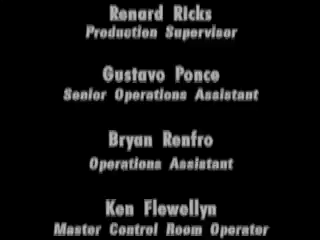 Renard Ricks
Production Supervisor
Gustavo Ponce
Senior Operations Assistant
Bryan Renfro
Operations Assistant
Ken Flewellyn
Master Control Room Operator